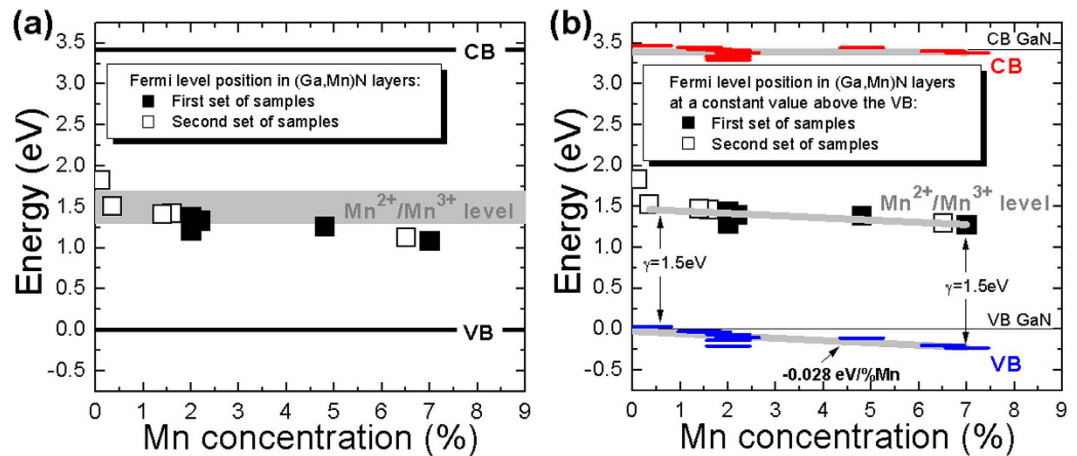 (a)
CB
Fermi level position in (Ga,Mn)N layers:
First set of samples
Second set of samples
Mn2+/Mn3+ level
VB
3.5
3.0
2.5
2.0
1.5
1.0
0.5
0.0
-0.5
Energy (eV)
0 1 2 3 4 5 6 7 8 9
Mn concentration (%)
(b)
CB GaN
CB
Fermi level position in (Ga,Mn)N layers
at a constant value above the VB:
First set of samples
Second set of samples
Mn2+/Mn3+ level
γ=1.5eV
γ=1.5eV
VB GaN
VB
-0.028 eV/%Mn
3.5
3.0
2.5
2.0
1.5
1.0
0.5
0.0
-0.5
Energy (eV)
0 1 2 3 4 5 6 7 8 9
Mn concentration (%)